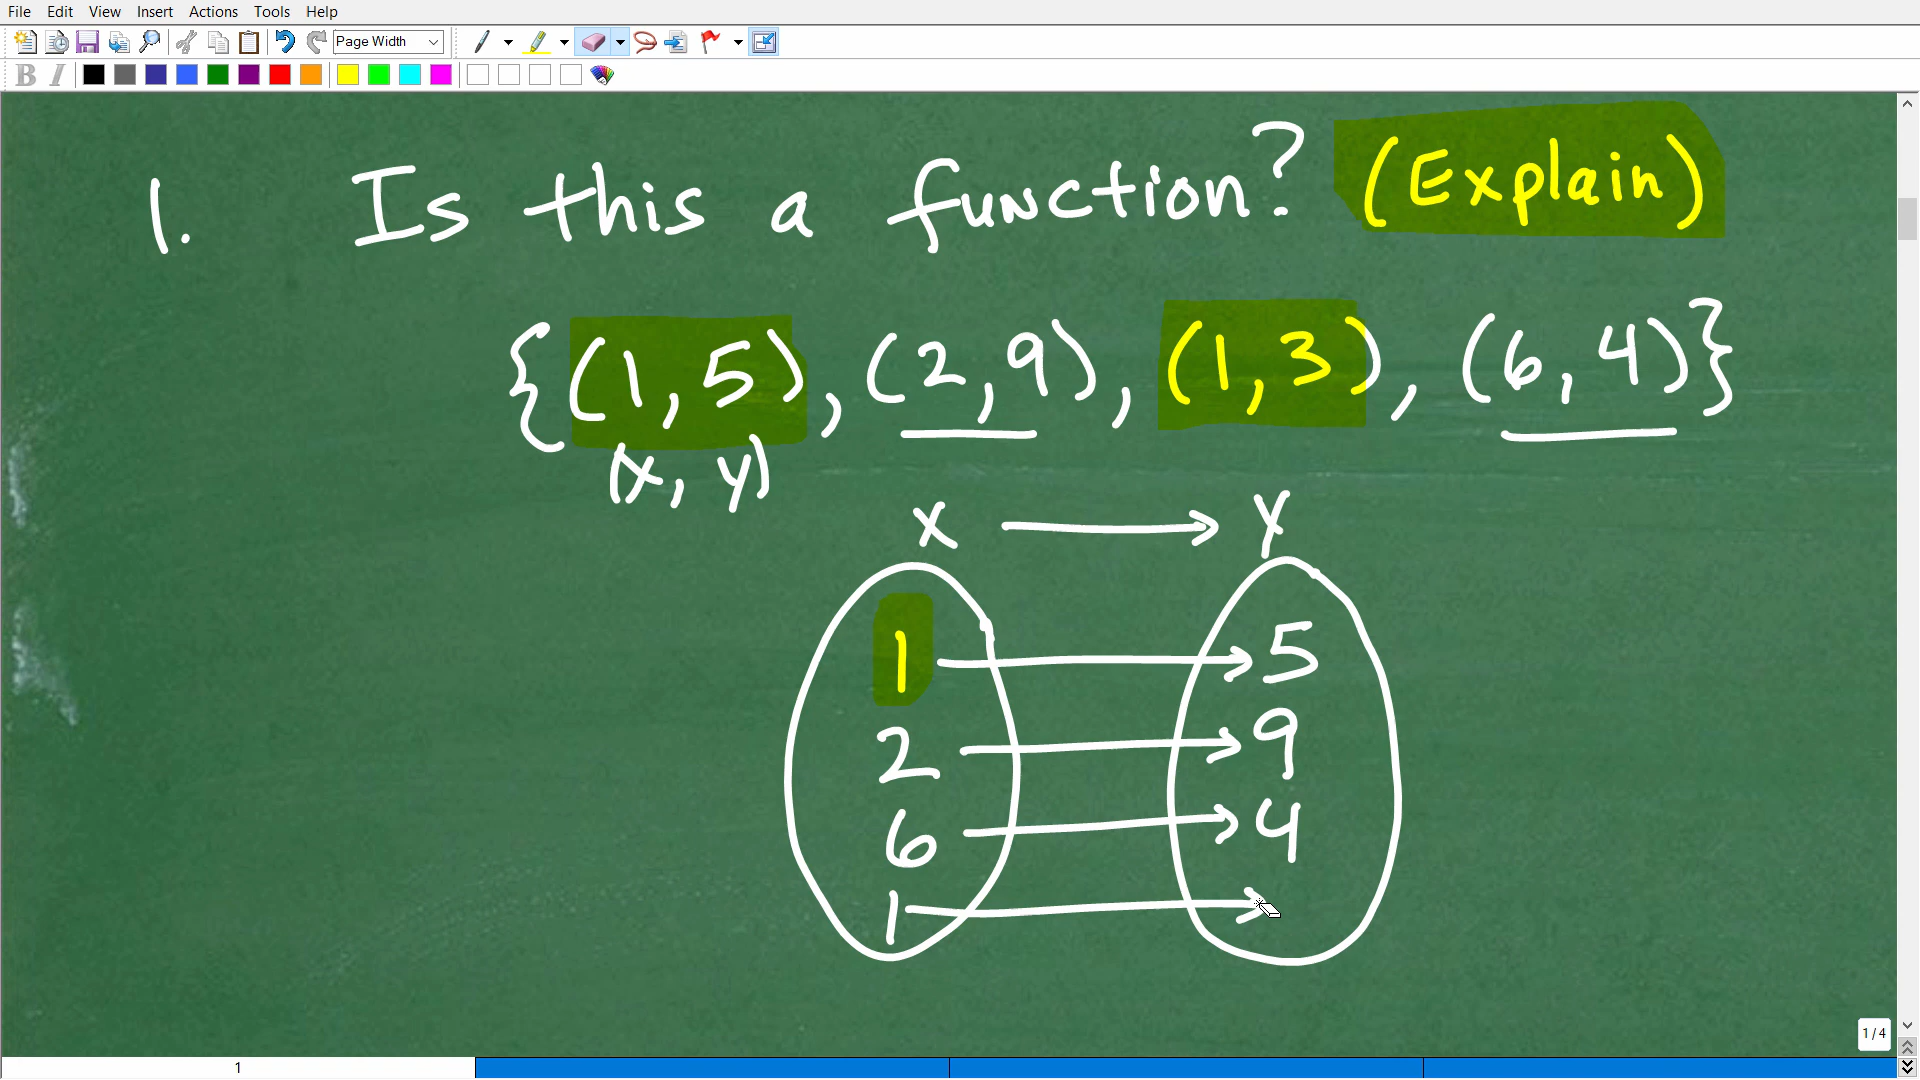 File Edit View Insert Actions Tools Help
Page Width
B I
1. Is this a function? (Explain)
{(1, 5), (2, 9), (1, 3), (6, 4)}
(x, y)
x → y
1 → 5
2 → 9
6 → 4
1 →
1 / 4
1